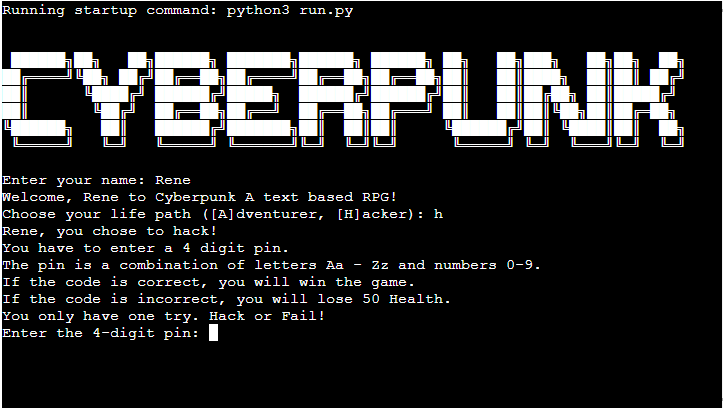 Running startup command: python3 run.py
CYBERPUNK
Enter your name: Rene
Welcome, Rene to Cyberpunk A text based RPG!
Choose your life path ([A]dventurer, [H]acker): h
Rene, you chose to hack!
You have to enter a 4 digit pin.
The pin is a combination of letters Aa - Zz and numbers 0-9.
If the code is correct, you will win the game.
If the code is incorrect, you will lose 50 Health.
You only have one try. Hack or Fail!
Enter the 4-digit pin: